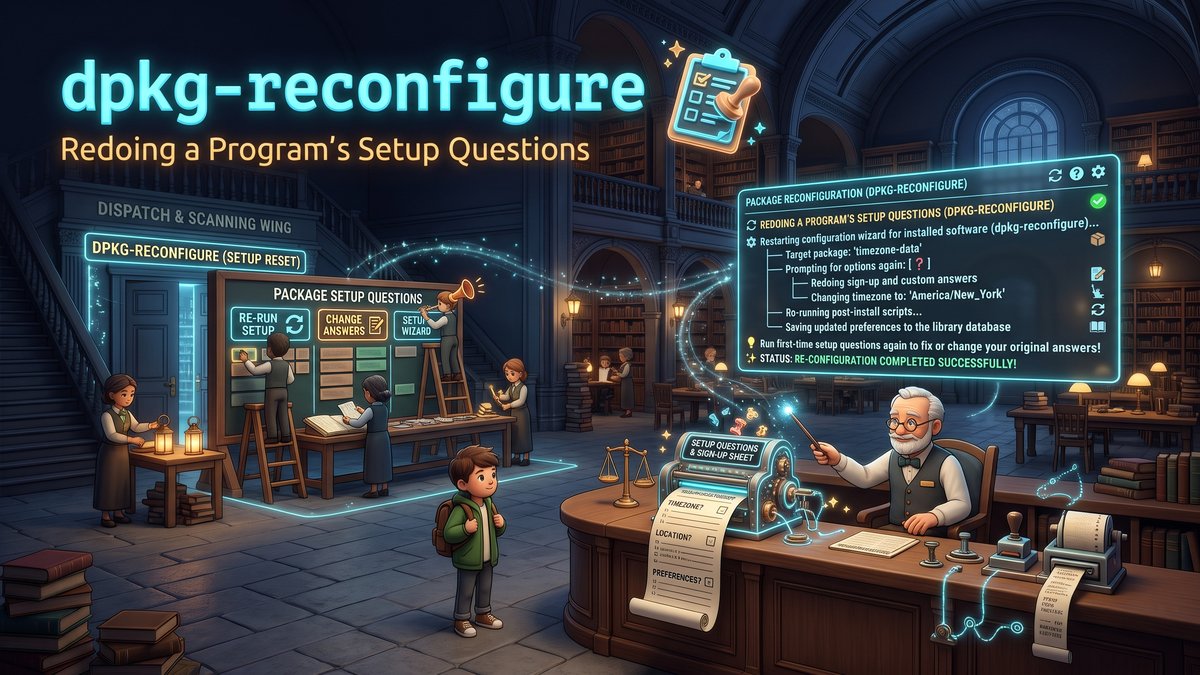 dpkg-reconfigure
Redoing a Program's Setup Questions
DISPATCH & SCANNING WING
DPKG-RECONFIGURE (SETUP RESET)
PACKAGE SETUP QUESTIONS
RE-RUN
SETUP
CHANGE
ANSWERS
SETUP
WIZARD
PACKAGE RECONFIGURATION (DPKG-RECONFIGURE)
REDOING A PROGRAM'S SETUP QUESTIONS (DPKG-RECONFIGURE)
Restarting configuration wizard for installed software (dpkg-reconfigure)...
Target package: 'timezone-data'
Prompting for options again: [ ❓ ]
Redoing sign-up and custom answers
Changing timezone to: 'America/New_York'
Ro-running post-install scripts...
Saving updated preferences to the library database
Run first-time setup questions again to fix or change your original answers!
STATUS: RE-CONFIGURATION COMPLETED SUCCESSFULLY!
SETUP QUESTIONS
& SIGN-UP SHEET
TIMEZONE?
LOCATION?
PREFERENCES?